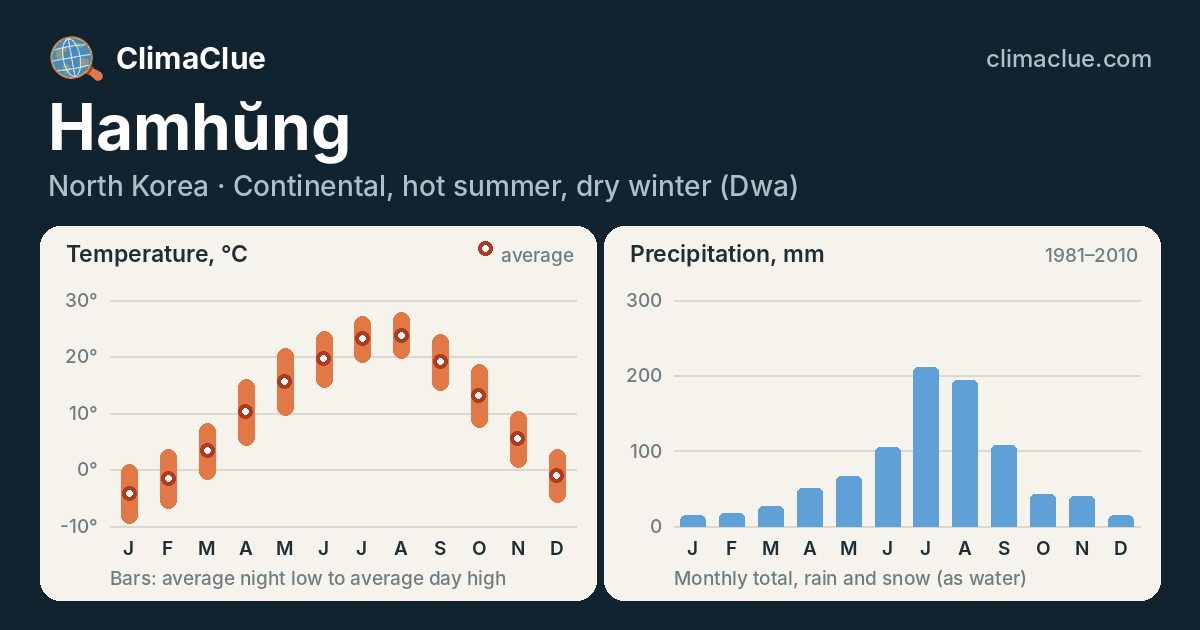 ClimaClue
climaclue.com
Hamhŭng
North Korea · Continental, hot summer, dry winter (Dwa)
Temperature, °C
average
30°
20°
10°
0°
-10°
J F M A M J J A S O N D
Bars: average night low to average day high
Precipitation, mm
1981–2010
300
200
100
0
J F M A M J J A S O N D
Monthly total, rain and snow (as water)